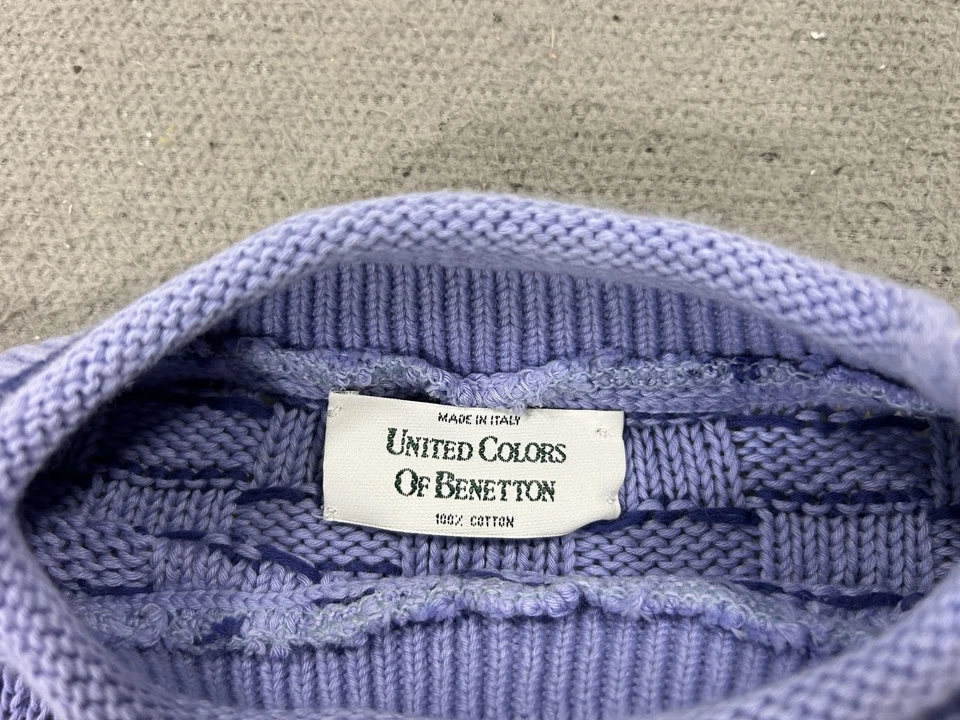 MADE IN ITALY
UNITED COLORS
OF BENETTON
100% COTTON